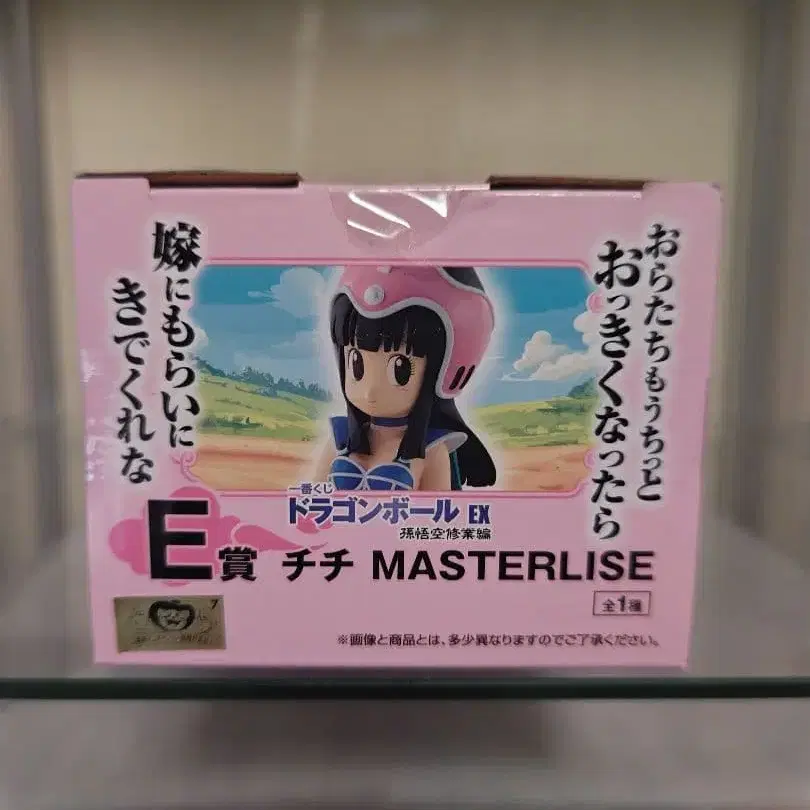 おらたちもうちっと
おっきくなったら
嫁にもらいに
きでくれな
一番くじ
ドラゴンボール EX
孫悟空修業編
E賞 チチ MASTERLISE
全1種
7
※画像と商品とは、多少異なりますのでご了承ください。